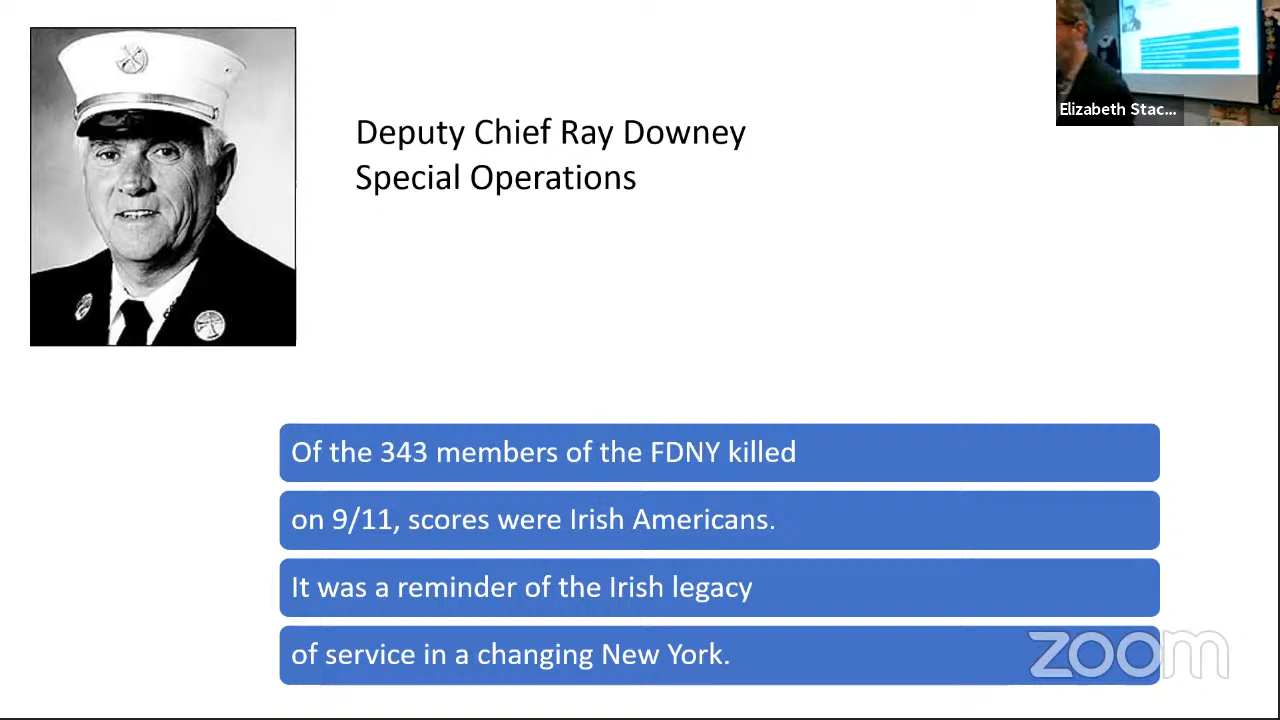 Elizabeth Stac...
Deputy Chief Ray Downey
Special Operations
Of the 343 members of the FDNY killed
on 9/11, scores were Irish Americans.
It was a reminder of the Irish legacy
of service in a changing New York.
zoom